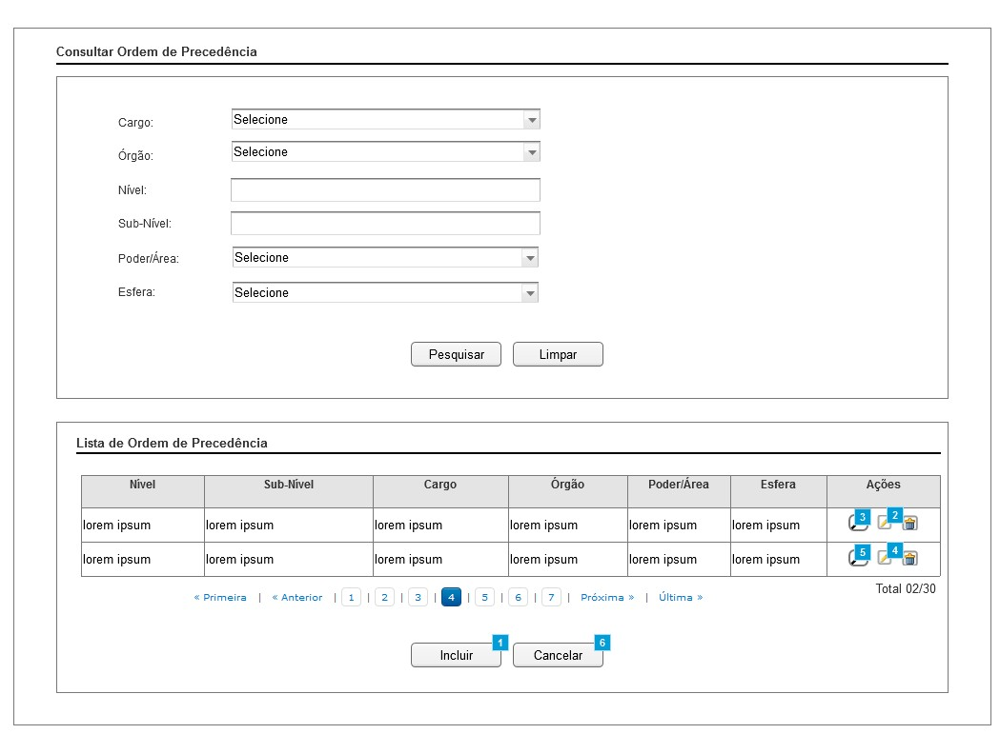 Consultar Ordem de Precedência
Cargo: Selecione
Órgão: Selecione
Nível:
Sub-Nível:
Poder/Área: Selecione
Esfera: Selecione
Pesquisar Limpar
Lista de Ordem de Precedência
Nível Sub-Nível Cargo Órgão Poder/Área Esfera Ações
lorem ipsum lorem ipsum lorem ipsum lorem ipsum lorem ipsum lorem ipsum 3 2
lorem ipsum lorem ipsum lorem ipsum lorem ipsum lorem ipsum lorem ipsum 5 4
Total 02/30
« Primeira | « Anterior | 1 | 2 | 3 | 4 | 5 | 6 | 7 | Próxima » | Última »
Incluir 1 Cancelar 6